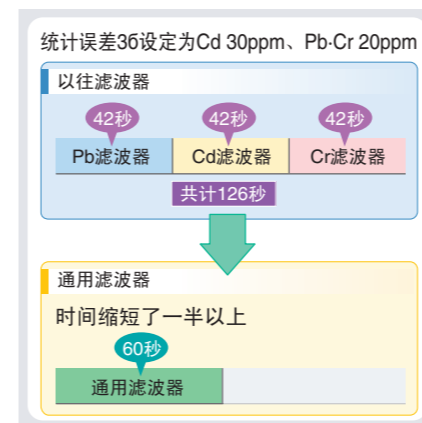 统计误差3б设定为Cd 30ppm、Pb·Cr 20ppm
以往滤波器
42秒 42秒 42秒
Pb滤波器 Cd滤波器 Cr滤波器
共计126秒
通用滤波器
时间缩短了一半以上
60秒
通用滤波器